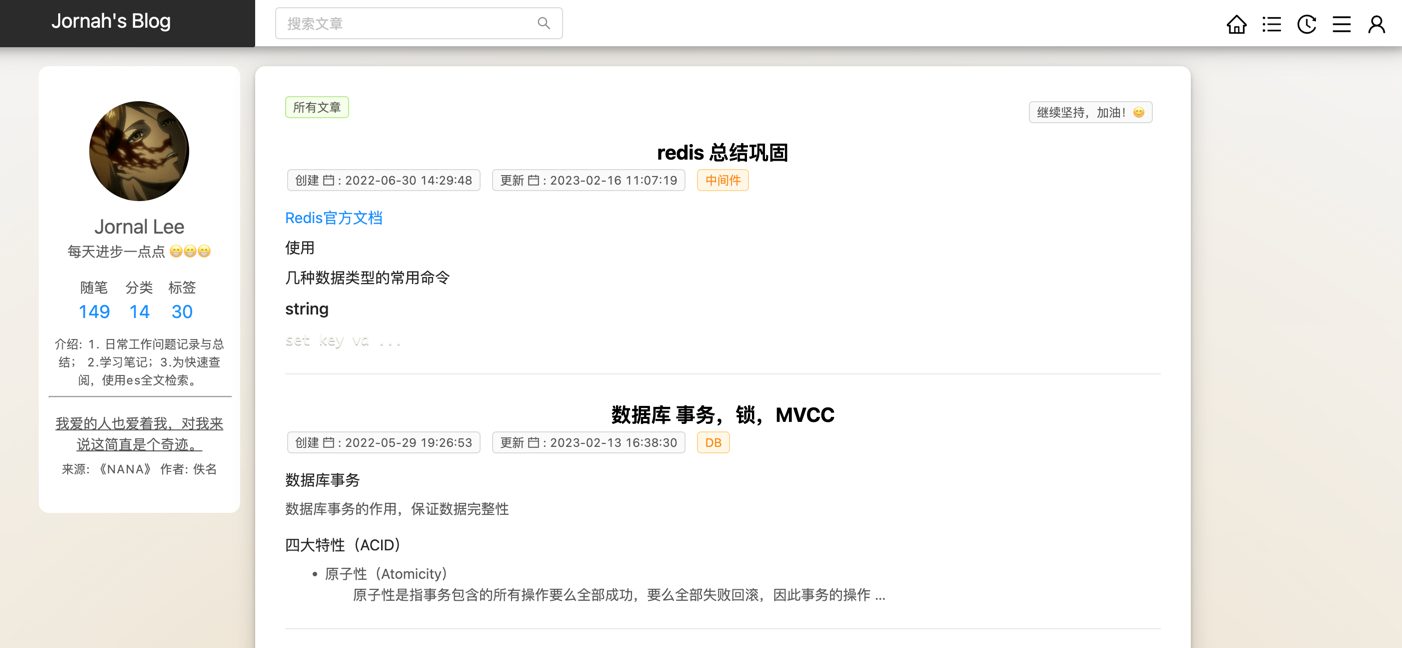 Jornah's Blog
搜索文章
Jornal Lee
每天进步一点点 😁😁😁
随笔 分类 标签
149 14 30
介绍: 1. 日常工作问题记录与总
结； 2.学习笔记；3.为快速查
阅，使用es全文检索。
我爱的人也爱着我，对我来
说这简直是个奇迹。
来源: 《NANA》 作者: 佚名
所有文章
继续坚持，加油! 😊
redis 总结巩固
创建 : 2022-06-30 14:29:48 更新 : 2023-02-16 11:07:19 中间件
Redis官方文档
使用
几种数据类型的常用命令
string
set key va ...
数据库 事务，锁，MVCC
创建 : 2022-05-29 19:26:53 更新 : 2023-02-13 16:38:30 DB
数据库事务
数据库事务的作用，保证数据完整性
四大特性（ACID）
• 原子性（Atomicity）
原子性是指事务包含的所有操作要么全部成功，要么全部失败回滚，因此事务的操作 ...